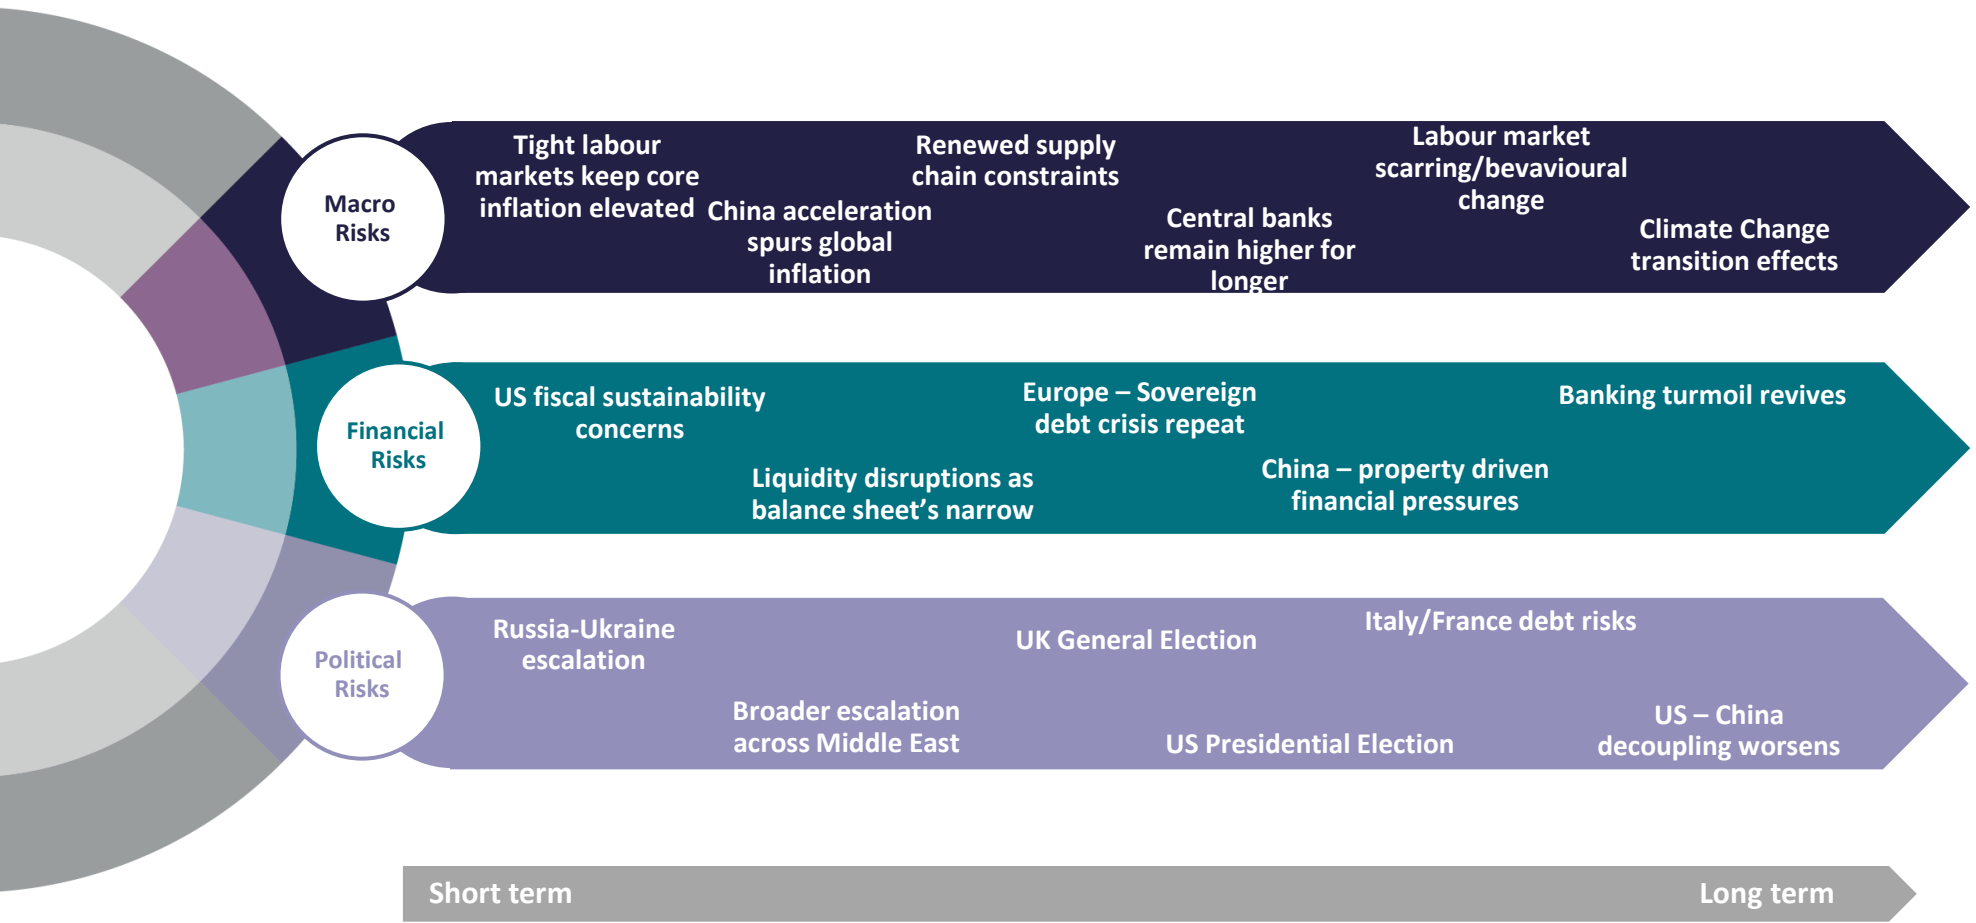 Macro
Risks
Tight labour
markets keep core
inflation elevated
China acceleration
spurs global
inflation
Renewed supply
chain constraints
Central banks
remain higher for
longer
Labour market
scarring/bevavioural
change
Climate Change
transition effects
Financial
Risks
US fiscal sustainability
concerns
Liquidity disruptions as
balance sheet’s narrow
Europe – Sovereign
debt crisis repeat
China – property driven
financial pressures
Banking turmoil revives
Political
Risks
Russia-Ukraine
escalation
Broader escalation
across Middle East
UK General Election
US Presidential Election
Italy/France debt risks
US – China
decoupling worsens
Short term
Long term